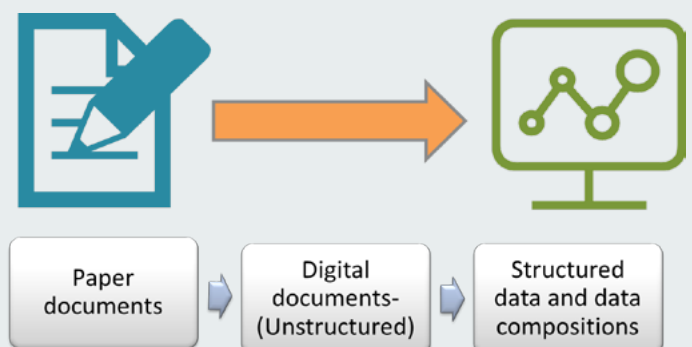 Paper
documents
Digital
documents-
(Unstructured)
Structured
data and data
compositions